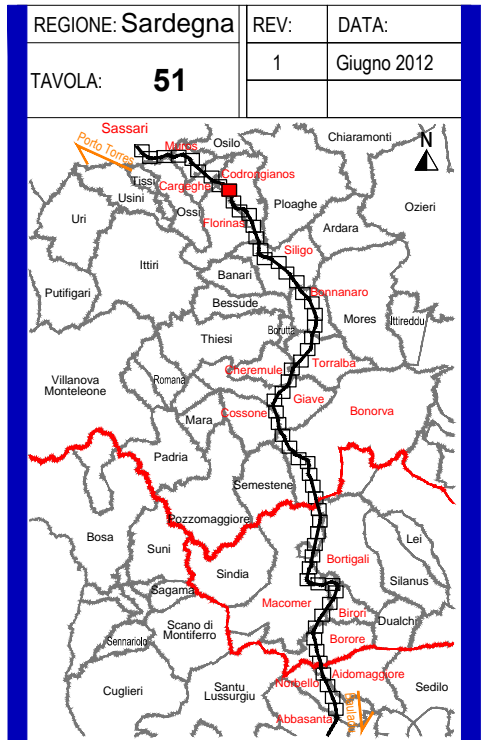 REGIONE: Sardegna
REV:
DATA:
TAVOLA: 51
1
Giugno 2012
Sassari
Porto Torres
Muros
Osilo
Chiaramonti
N
Tissi
Cargeghe
Codrongianos
Usini
Ossi
Ploaghe
Ozieri
Uri
Florinas
Ardara
Siligo
Ittiri
Banari
Putifigari
Bessude
Bonnanaro
Mores
Ittireddu
Borutta
Thiesi
Torralba
Cheremule
Villanova
Monteleone
Romana
Giave
Cossone
Bonorva
Mara
Padria
Semestene
Pozzomaggiore
Bosa
Suni
Lei
Bortigali
Sindia
Silanus
Sagama
Macomer
Birori
Dualchi
Scano di
Montiferro
Sennariolo
Borore
Aidomaggiore
Norbello
Sedilo
Cuglieri
Santu
Lussurgiu
Abbasanta